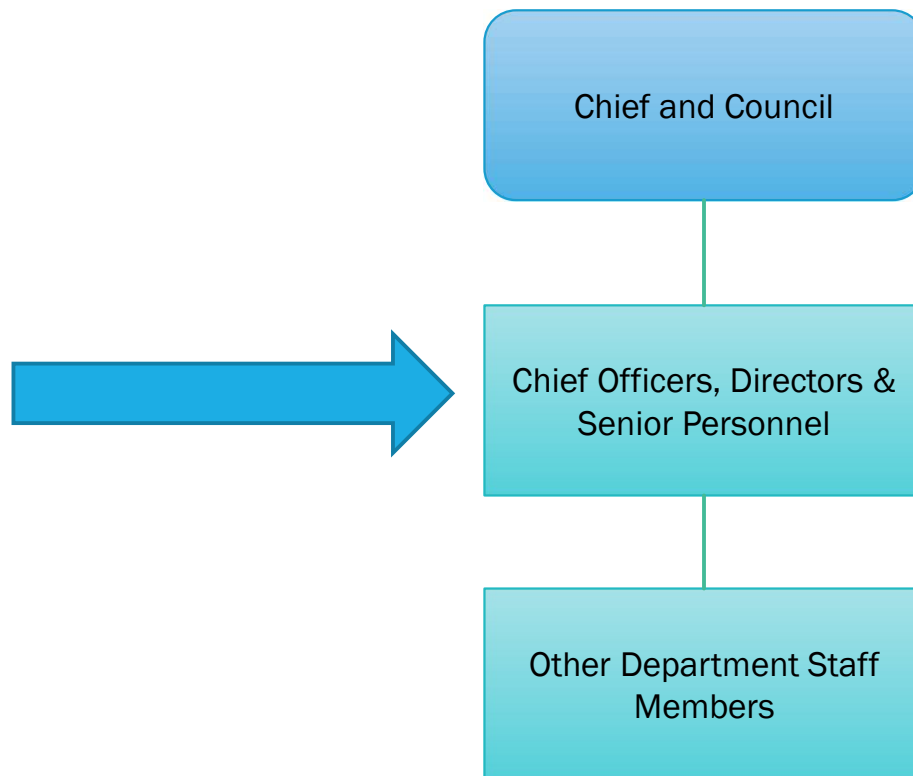 Chief and Council
Chief Officers, Directors &
Senior Personnel
Other Department Staff
Members